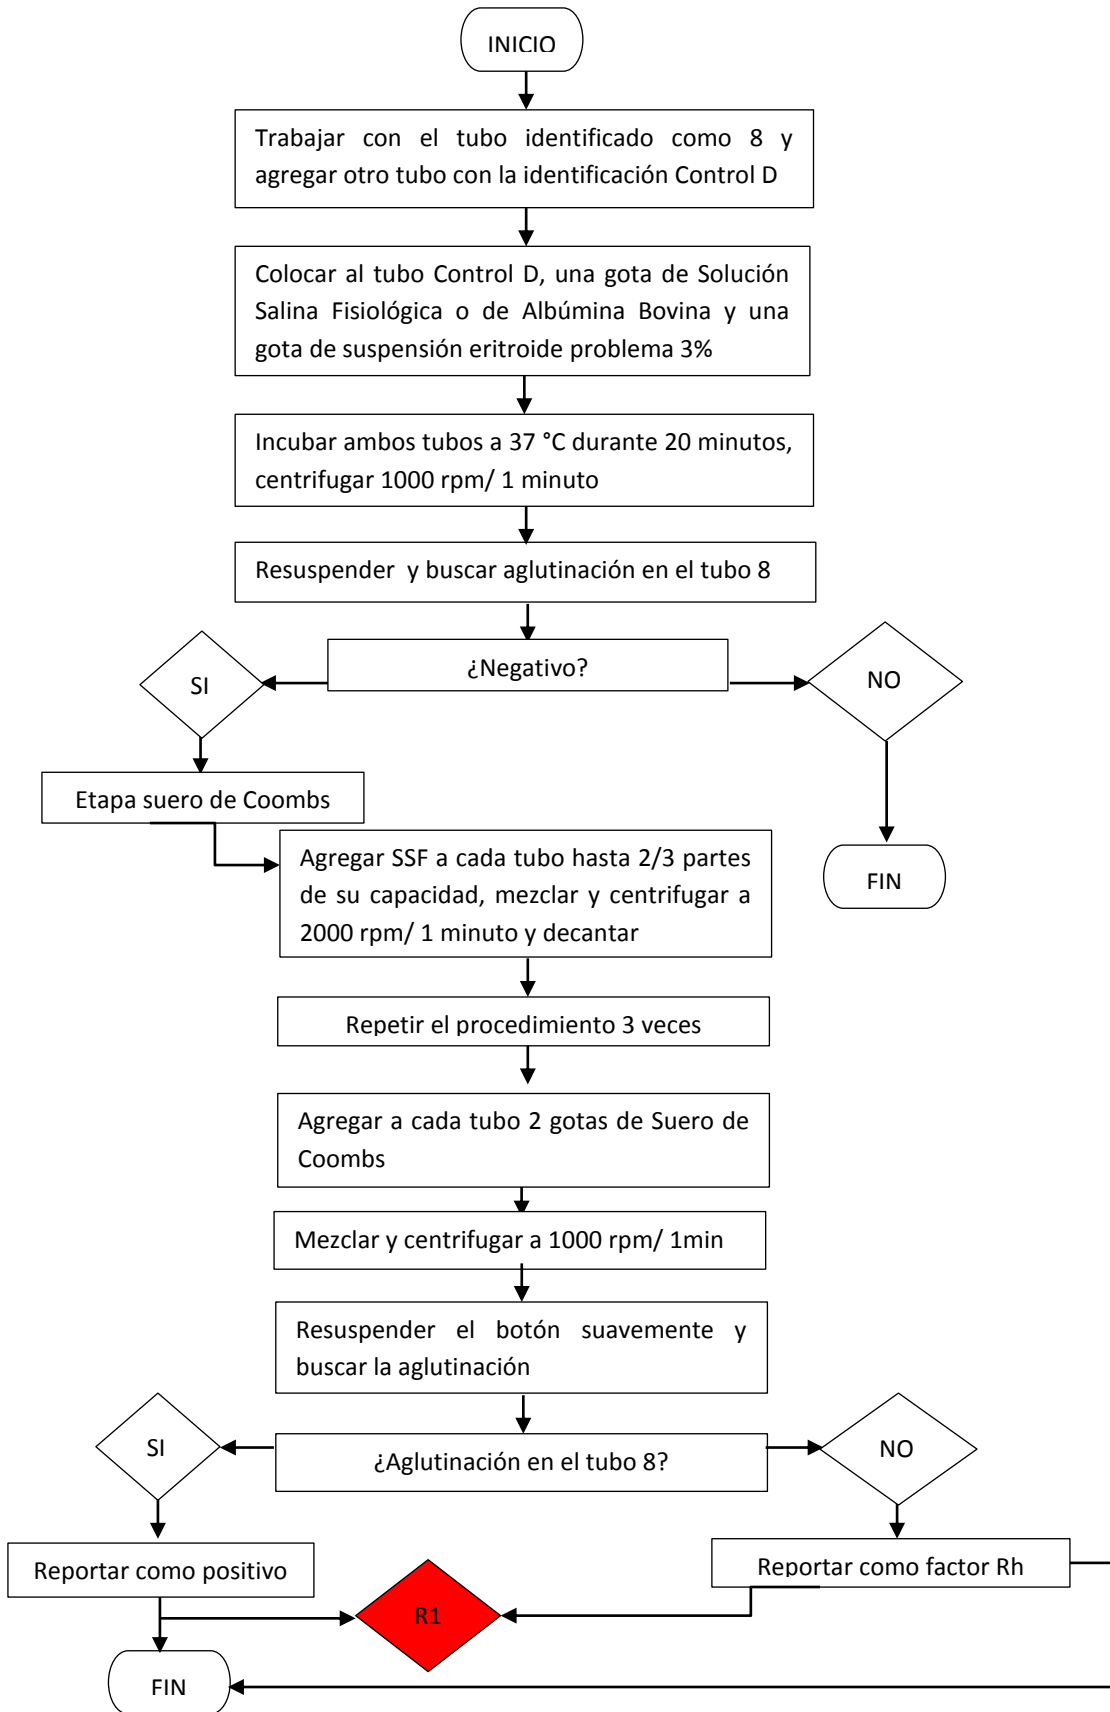 INICIO
Trabajar con el tubo identificado como 8 y
agregar otro tubo con la identificación Control D
Colocar al tubo Control D, una gota de Solución
Salina Fisiológica o de Albúmina Bovina y una
gota de suspensión eritroide problema 3%
Incubar ambos tubos a 37 °C durante 20 minutos,
centrifugar 1000 rpm/ 1 minuto
Resuspender y buscar aglutinación en el tubo 8
¿Negativo?
SI
NO
Etapa suero de Coombs
Agregar SSF a cada tubo hasta 2/3 partes
de su capacidad, mezclar y centrifugar a
2000 rpm/ 1 minuto y decantar
FIN
Repetir el procedimiento 3 veces
Agregar a cada tubo 2 gotas de Suero de
Coombs
Mezclar y centrifugar a 1000 rpm/ 1min
Resuspender el botón suavemente y
buscar la aglutinación
¿Aglutinación en el tubo 8?
SI
NO
Reportar como positivo
Reportar como factor Rh
R1
FIN